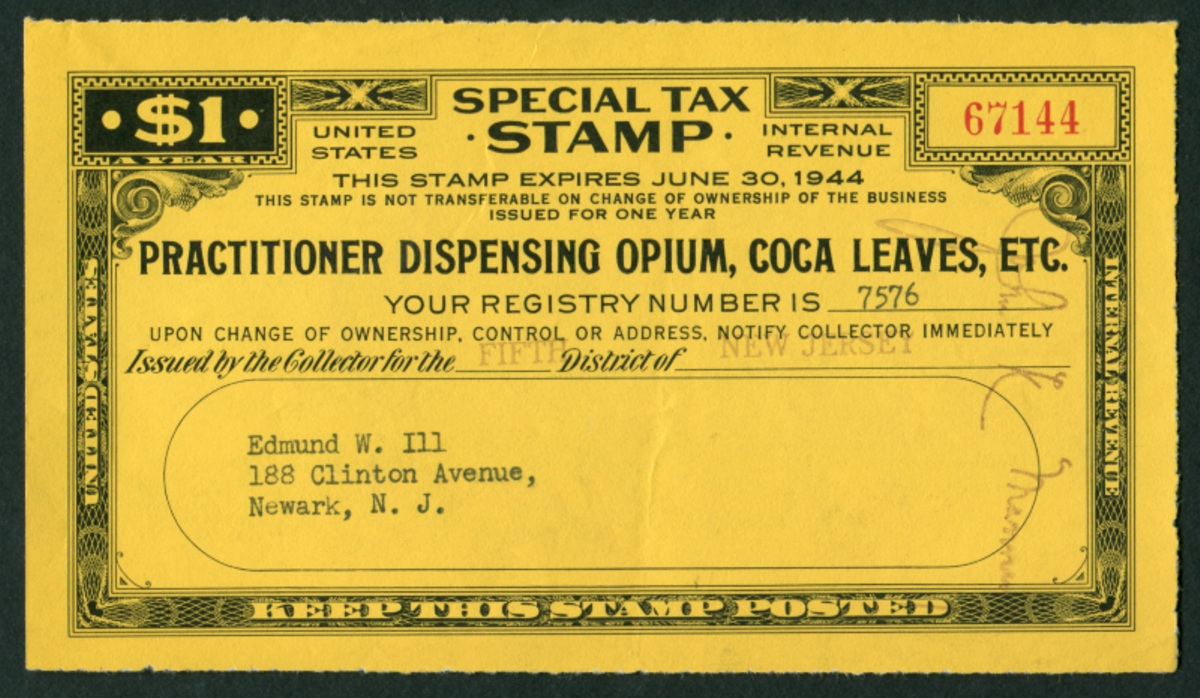 · $1 ·
A YEAR
UNITED STATES
SPECIAL TAX
· STAMP ·
INTERNAL REVENUE
67144
THIS STAMP EXPIRES JUNE 30, 1944
THIS STAMP IS NOT TRANSFERABLE ON CHANGE OF OWNERSHIP OF THE BUSINESS
ISSUED FOR ONE YEAR
PRACTITIONER DISPENSING OPIUM, COCA LEAVES, ETC.
YOUR REGISTRY NUMBER IS 7576
UPON CHANGE OF OWNERSHIP, CONTROL OR ADDRESS, NOTIFY COLLECTOR IMMEDIATELY
Issued by the Collector for the FIFTH District of NEW JERSEY
Edmund W. Ill
188 Clinton Avenue,
Newark, N. J.
UNITED STATES
INTERNAL REVENUE
KEEP THIS STAMP POSTED